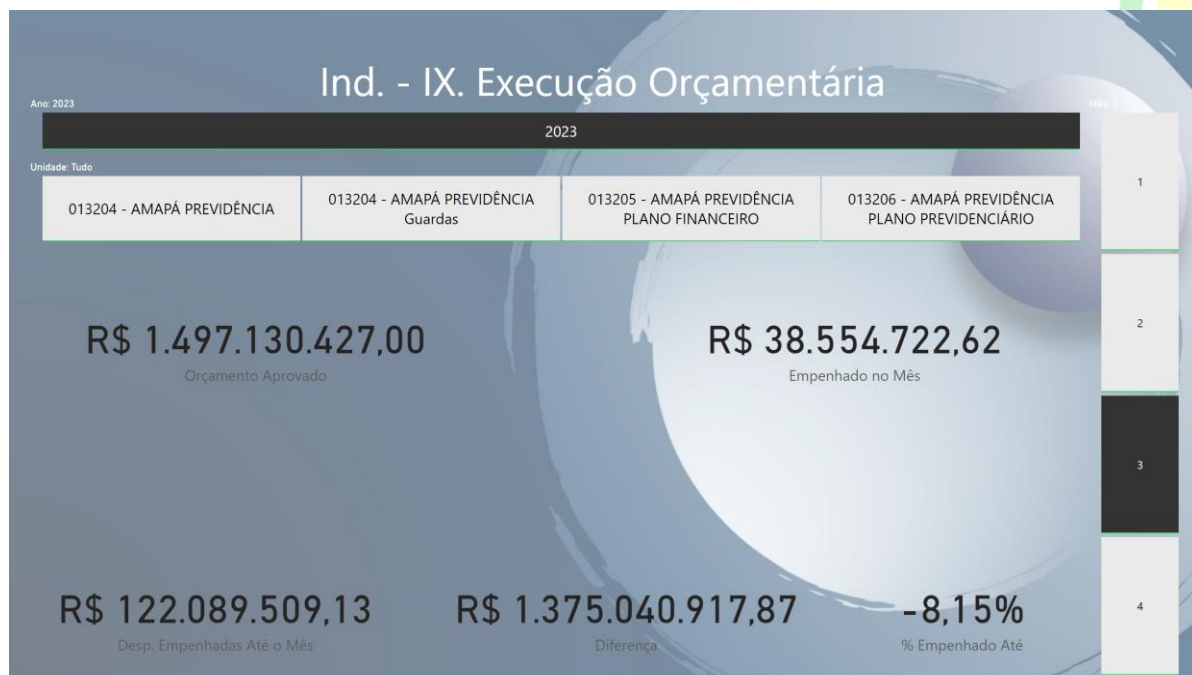 Ind. - IX. Execução Orçamentária
Ano: 2023
Mês: 3
2023
Unidade: Tudo
013204 - AMAPÁ PREVIDÊNCIA
013204 - AMAPÁ PREVIDÊNCIA
Guardas
013205 - AMAPÁ PREVIDÊNCIA
PLANO FINANCEIRO
013206 - AMAPÁ PREVIDÊNCIA
PLANO PREVIDENCIÁRIO
1
2
3
4
R$ 1.497.130.427,00
Orçamento Aprovado
R$ 38.554.722,62
Empenhado no Mês
R$ 122.089.509,13
Desp. Empenhadas Até o Mês
R$ 1.375.040.917,87
Diferença
-8,15%
% Empenhado Até